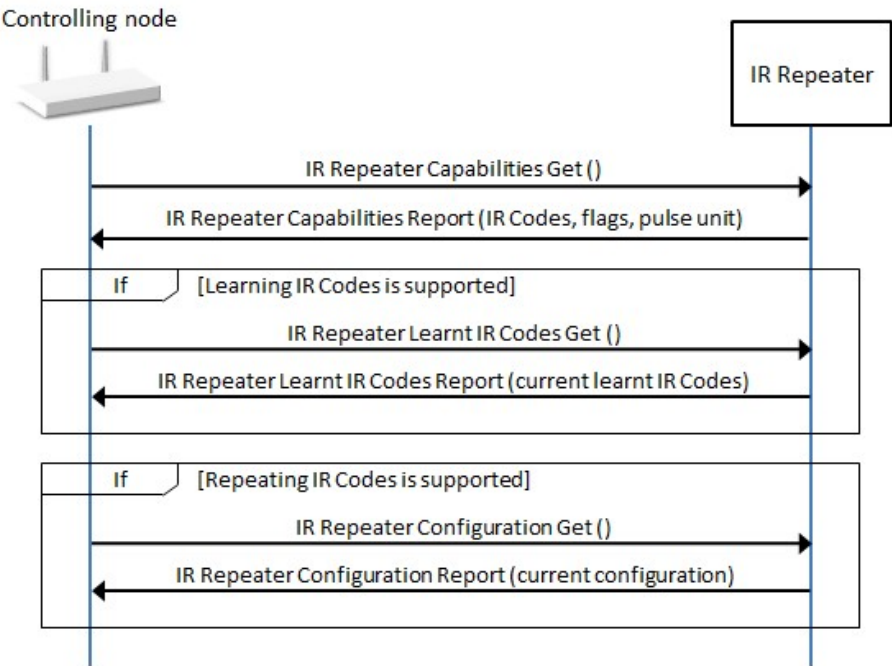 Controlling node
IR Repeater
IR Repeater Capabilities Get ()
IR Repeater Capabilities Report (IR Codes, flags, pulse unit)
If
[Learning IR Codes is supported]
IR Repeater Learnt IR Codes Get ()
IR Repeater Learnt IR Codes Report (current learnt IR Codes)
If
[Repeating IR Codes is supported]
IR Repeater Configuration Get ()
IR Repeater Configuration Report (current configuration)